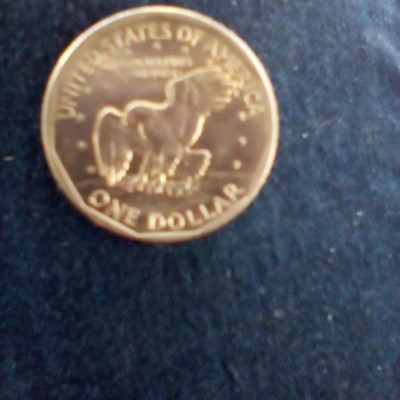 UNITED STATES OF AMERICA
ONE DOLLAR